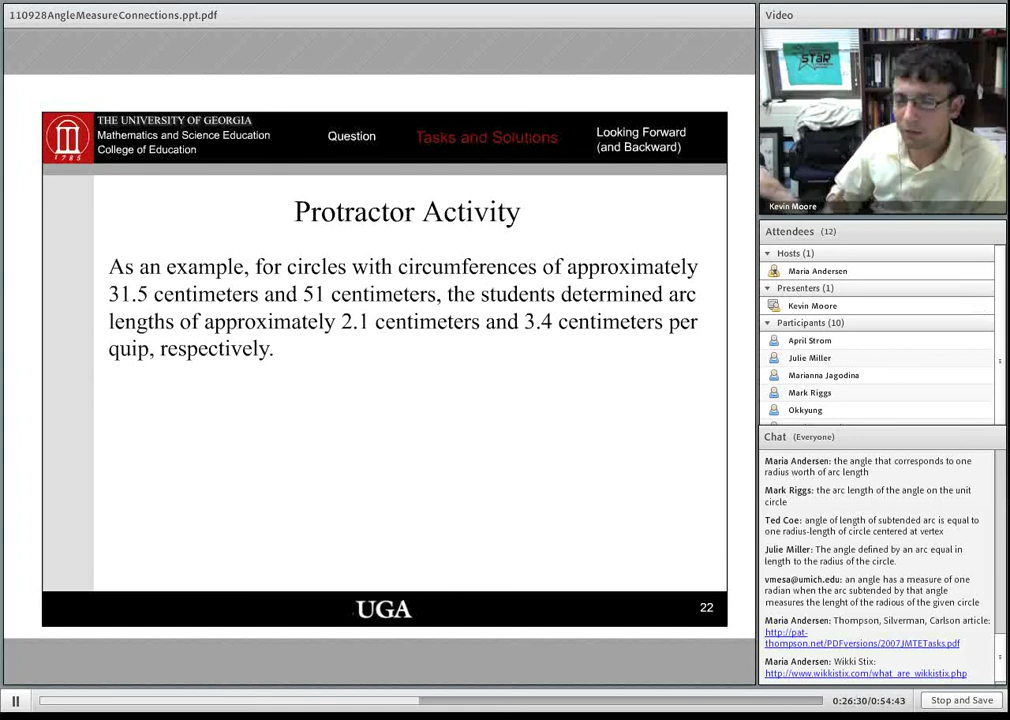 110928AngleMeasureConnections.ppt.pdf
THE UNIVERSITY OF GEORGIA
Mathematics and Science Education
College of Education
1785
Question
Tasks and Solutions
Looking Forward
(and Backward)
Protractor Activity
As an example, for circles with circumferences of approximately
31.5 centimeters and 51 centimeters, the students determined arc
lengths of approximately 2.1 centimeters and 3.4 centimeters per
quip, respectively.
UGA
22
Video
STaR
Kevin Moore
Attendees (12)
Hosts (1)
Maria Andersen
Presenters (1)
Kevin Moore
Participants (10)
April Strom
Julie Miller
Marianna Jagodina
Mark Riggs
Okkyung
Chat (Everyone)
Maria Andersen: the angle that corresponds to one
radius worth of arc length
Mark Riggs: the arc length of the angle on the unit
circle
Ted Coe: angle of length of subtended arc is equal to
one radius-length of circle centered at vertex
Julie Miller: The angle defined by an arc equal in
length to the radius of the circle.
vmesa@umich.edu: an angle has a measure of one
radian when the arc subtended by that angle
measures the lenght of the radious of the given circle
Maria Andersen: Thompson, Silverman, Carlson article:
http://pat-
thompson.net/PDFversions/2007JMTETasks.pdf
Maria Andersen: Wikki Stix:
http://www.wikkistix.com/what_are_wikkistix.php
0:26:30/0:54:43
Stop and Save